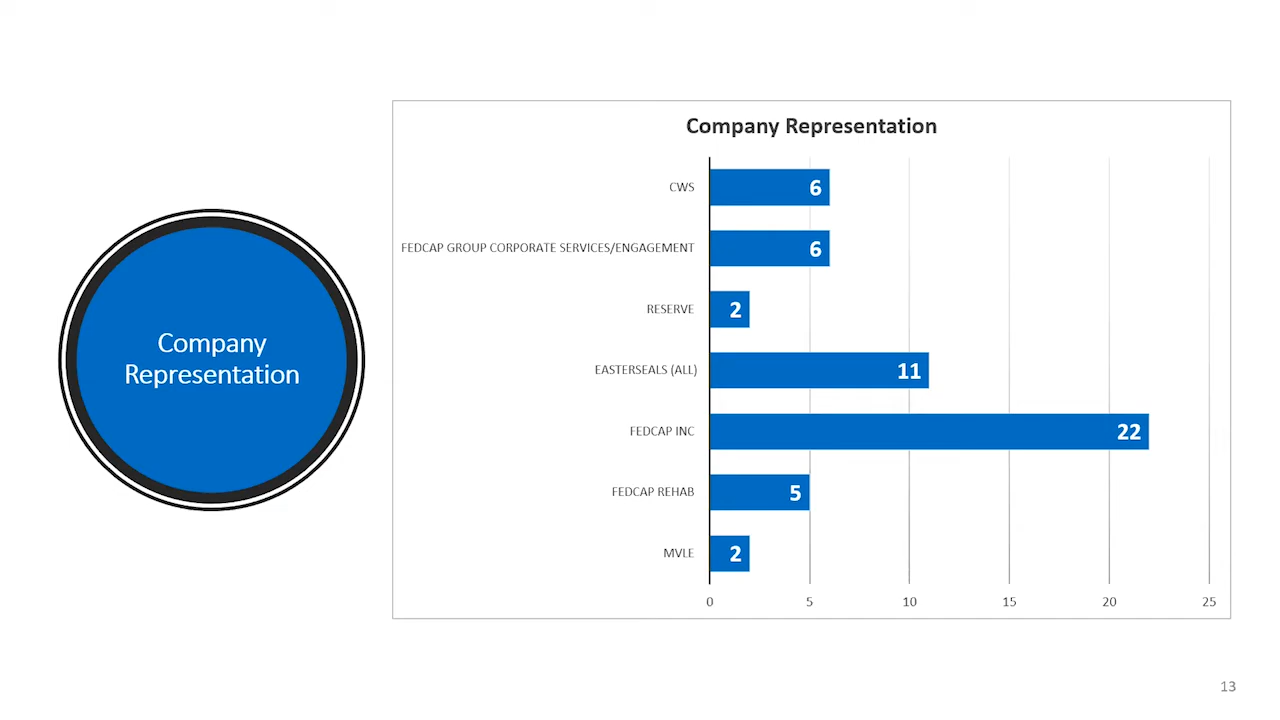 Company
Representation
Company Representation
CWS
6
FEDCAP GROUP CORPORATE SERVICES/ENGAGEMENT
6
RESERVE
2
EASTERSEALS (ALL)
11
FEDCAP INC
22
FEDCAP REHAB
5
MVLE
2
0 5 10 15 20 25
13